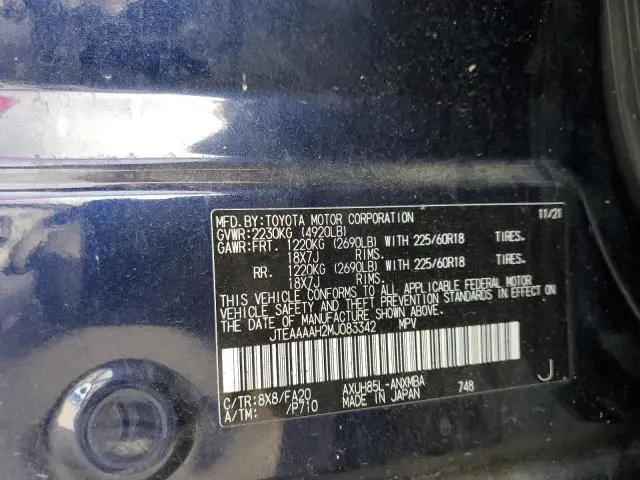 MFD.BY:TOYOTA MOTOR CORPORATION 11/21
GVWR:2230KG (4920LB)
GAWR:FRT. 1220KG (2690LB) WITH 225/60R18 TIRES.
18X7J RIMS.
RR. 1220KG (2690LB) WITH 225/60R18 TIRES.
18X7J RIMS.
THIS VEHICLE CONFORMS TO ALL APPLICABLE FEDERAL MOTOR
VEHICLE SAFETY AND THEFT PREVENTION STANDARDS IN EFFECT ON
THE DATE OF MANUFACTURE SHOWN ABOVE.
JTEAAAAH2MJ083342 MPV
C/TR:8X8/FA20 AXUH85L-ANXMBA 748 J
A/TM: /P710 MADE IN JAPAN